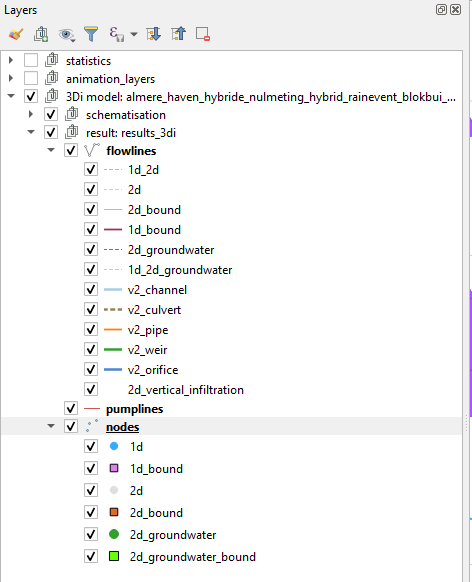 Layers
statistics
animation_layers
3Di model: almere_haven_hybride_nulmeting_hybrid_rainevent_blokbui_...
schematisation
result: results_3di
flowlines
1d_2d
2d
2d_bound
1d_bound
2d_groundwater
1d_2d_groundwater
v2_channel
v2_culvert
v2_pipe
v2_weir
v2_orifice
2d_vertical_infiltration
pumplines
nodes
1d
1d_bound
2d
2d_bound
2d_groundwater
2d_groundwater_bound